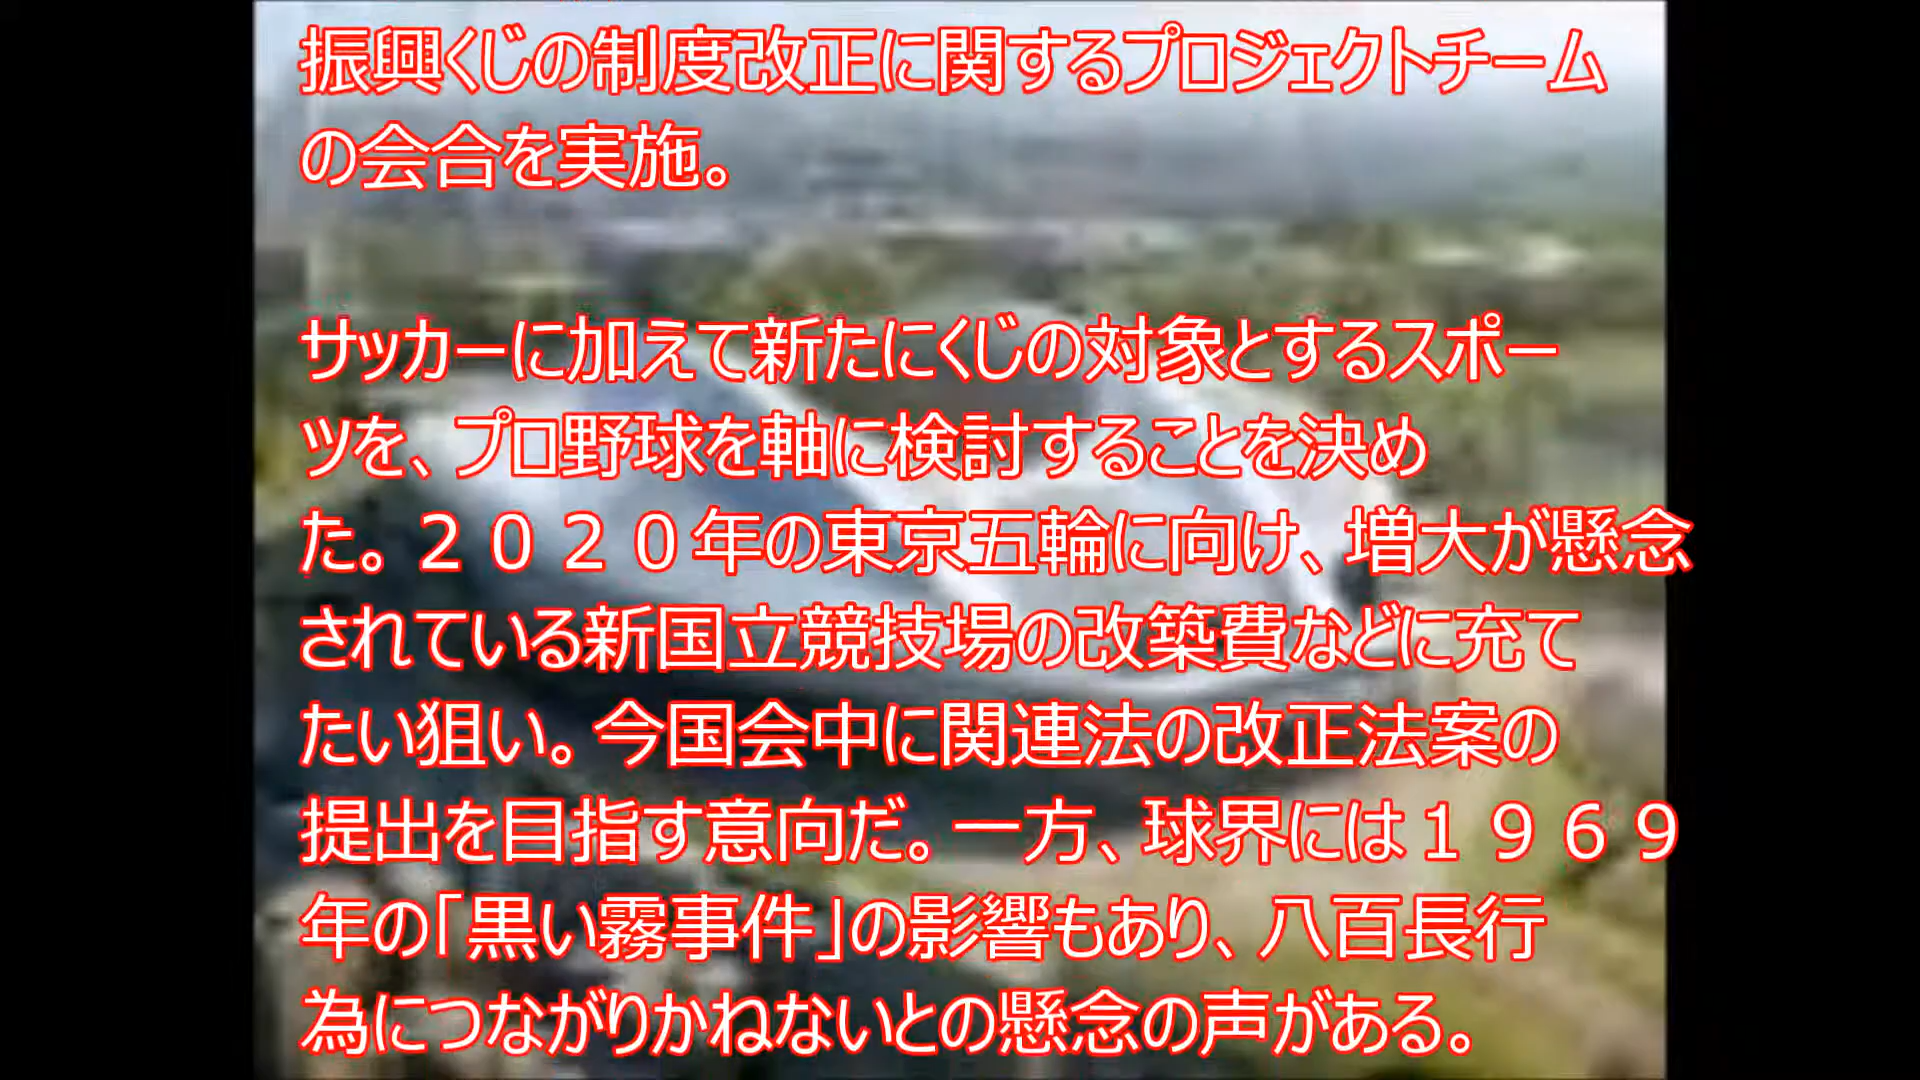 振興くじの制度改正に関するプロジェクトチーム
の会合を実施。
サッカーに加えて新たにくじの対象とするスポー
ツを、プロ野球を軸に検討することを決め
た。２０２０年の東京五輪に向け、増大が懸念
されている新国立競技場の改築費などに充て
たい狙い。今国会中に関連法の改正法案の
提出を目指す意向だ。一方、球界には１９６９
年の「黒い霧事件」の影響もあり、八百長行
為につながりかねないとの懸念の声がある。